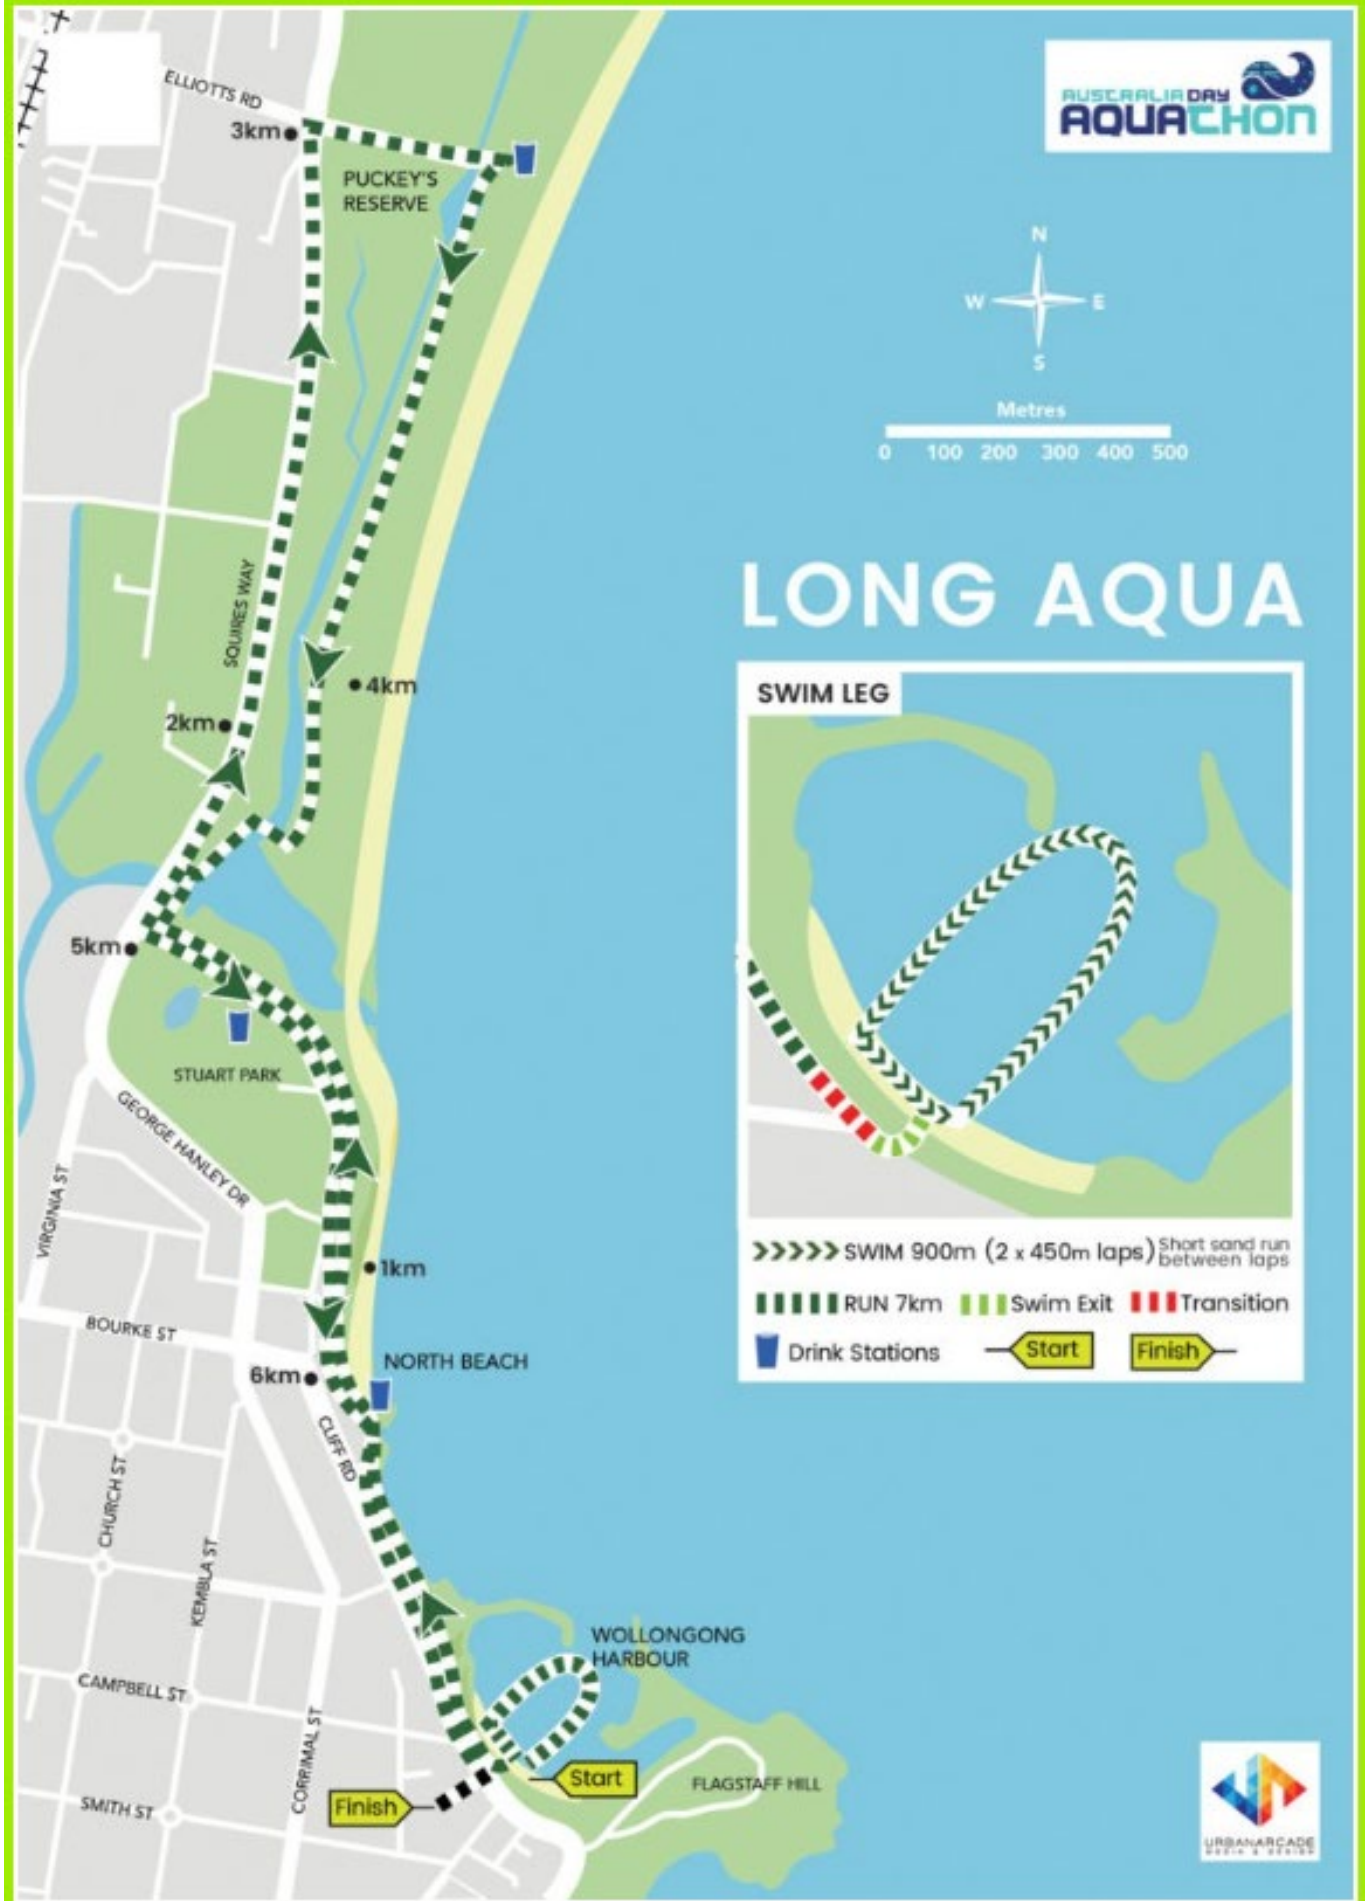 AUSTRALIA DAY
AQUATHON
ELLIOTTS RD
3km
PUCKEY'S
RESERVE
N
W E
S
Metres
0 100 200 300 400 500
LONG AQUA
SQUIRES WAY
4km
2km
5km
STUART PARK
GEORGE HANLEY DR
VIRGINIA ST
1km
BOURKE ST
NORTH BEACH
6km
CLIFF RD
CHURCH ST
KEMBLA ST
WOLLONGONG
HARBOUR
CAMPBELL ST
CORRIMAL ST
SMITH ST
Start
Finish
FLAGSTAFF HILL
SWIM LEG
SWIM 900m (2 x 450m laps) Short sand run
between laps
RUN 7km Swim Exit Transition
Drink Stations Start Finish
URBANARCADE
MEDIA & DESIGN